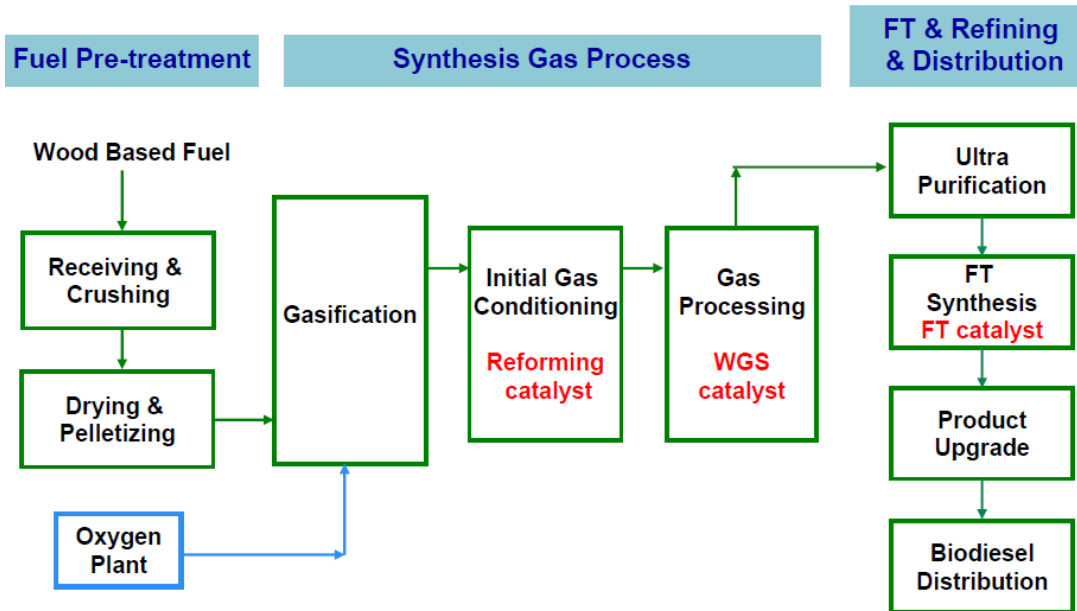 Fuel Pre-treatment
Synthesis Gas Process
FT & Refining
& Distribution
Wood Based Fuel
Receiving &
Crushing
Drying &
Pelletizing
Oxygen
Plant
Gasification
Initial Gas
Conditioning
Reforming
catalyst
Gas
Processing
WGS
catalyst
Ultra
Purification
FT
Synthesis
FT catalyst
Product
Upgrade
Biodiesel
Distribution